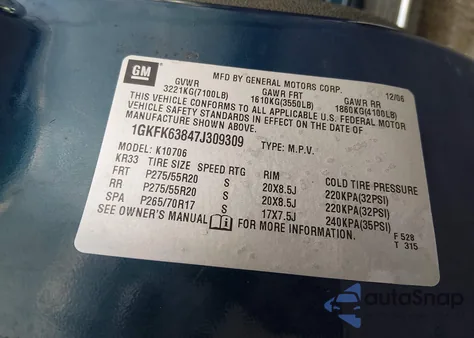 GM
MFD BY GENERAL MOTORS CORP. 12/06
GVWR GAWR FRT GAWR RR
3221KG(7100LB) 1610KG(3550LB) 1860KG(4100LB)
THIS VEHICLE CONFORMS TO ALL APPLICABLE U.S. FEDERAL MOTOR
VEHICLE SAFETY STANDARDS IN EFFECT ON THE DATE OF
MANUFACTURE SHOWN ABOVE.
1GKFK63847J309309 TYPE: M.P.V.
MODEL: K10706
KR33 TIRE SIZE SPEED RTG RIM COLD TIRE PRESSURE
F P275/55R20 S 20X8.5J 220KPA(32PSI)
RR P275/55R20 S 20X8.5J 220KPA(32PSI)
SPA P265/70R17 S 17X7.5J 240KPA(35PSI)
SEE OWNER'S MANUAL FOR MORE INFORMATION.
F 528
T 315
autoSnap